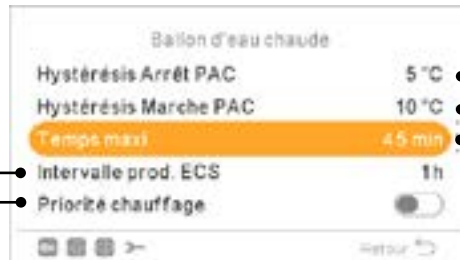 Ballon d'eau chaude
Hystérésis Arrêt PAC 5 °C
Hystérésis Marche PAC 10 °C
Temps maxi 45 min
Intervalle prod. ECS 1h
Priorité chauffage
Retour